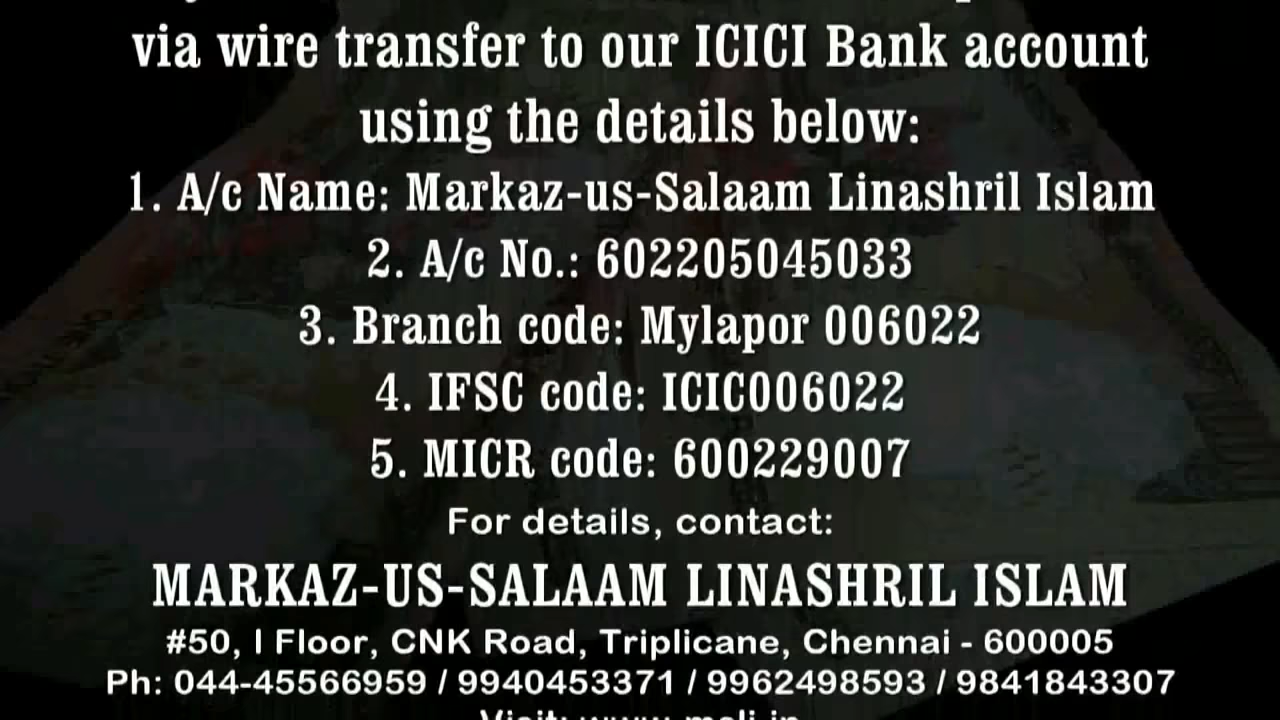 via wire transfer to our ICICI Bank account
using the details below:
1. A/c Name: Markaz-us-Salaam Linashril Islam
2. A/c No.: 602205045033
3. Branch code: Mylapor 006022
4. IFSC code: ICIC006022
5. MICR code: 600229007
For details, contact:
MARKAZ-US-SALAAM LINASHRIL ISLAM
#50, I Floor, CNK Road, Triplicane, Chennai - 600005
Ph: 044-45566959 / 9940453371 / 9962498593 / 9841843307